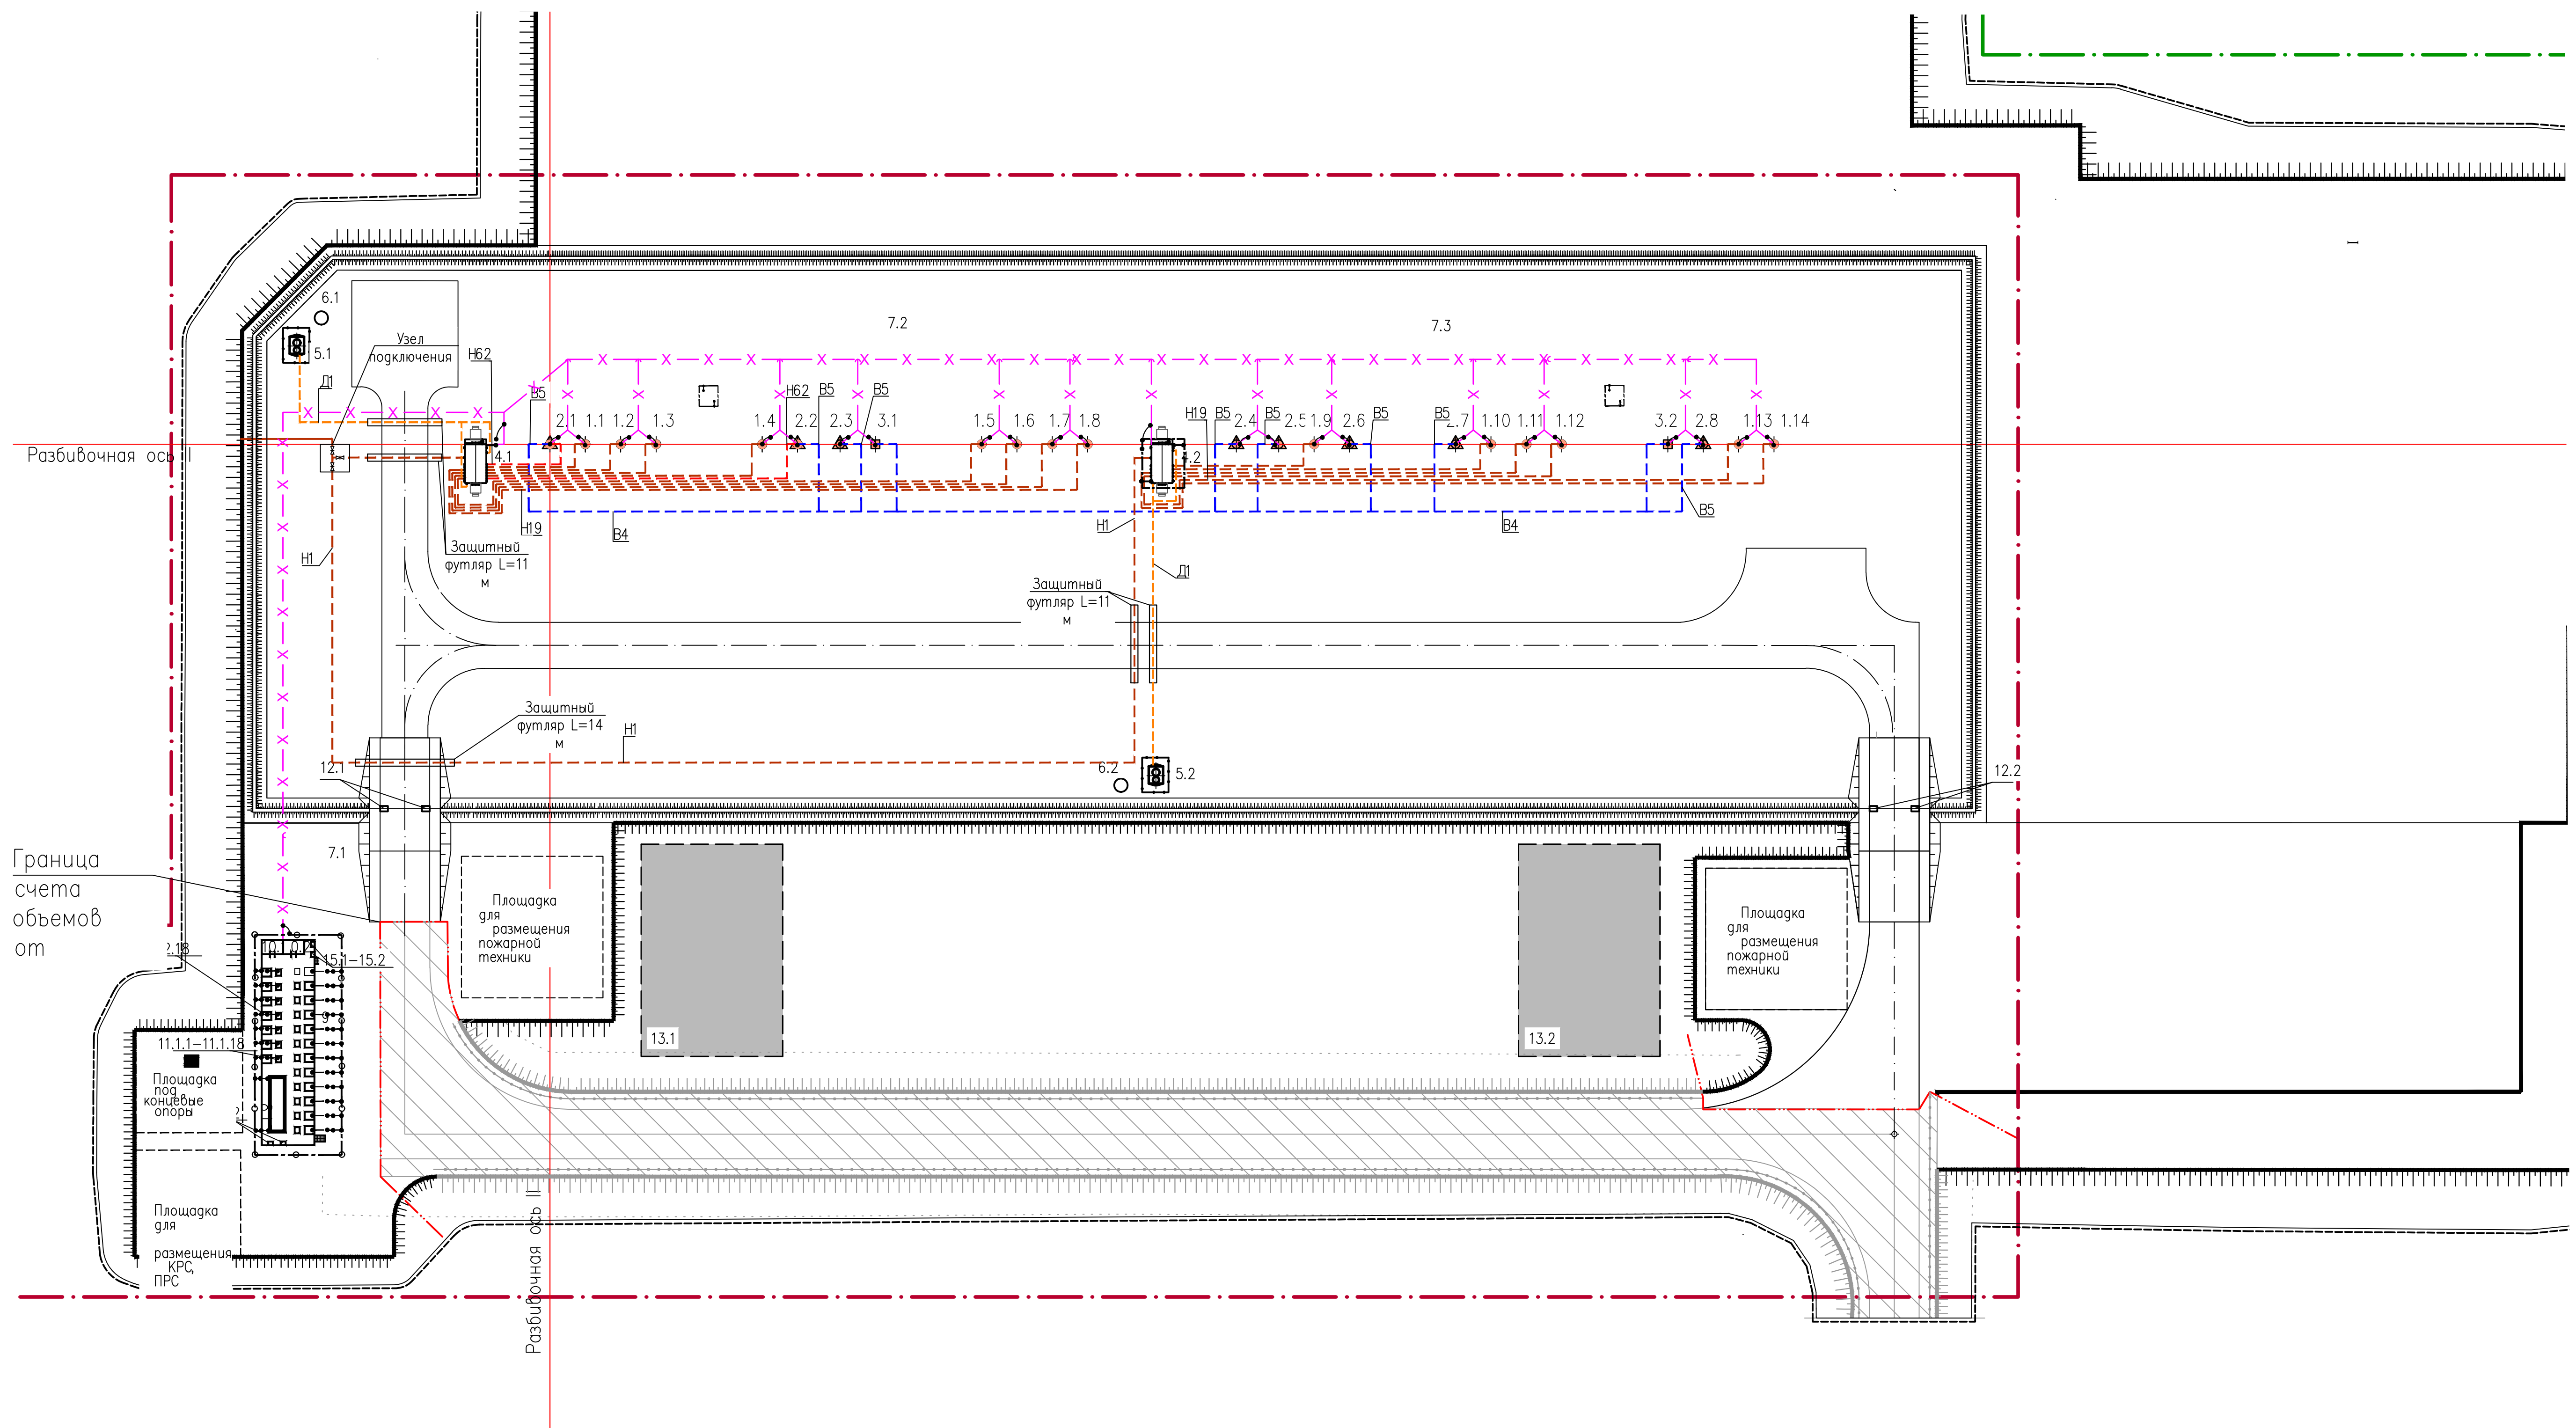 6.1
5.1
Узел
подключения
Н62
Д1
7.2
7.3
В5
2.1
1.1
1.2
1.3
1.4
Н62
2.2
В5
2.3
В5
3.1
1.5
1.6
1.7
1.8
Н19
В5
2.4
В5
2.5
1.9
2.6
В5
В5
2.7
1.10
1.11
1.12
3.2
2.8
1.13
1.14
Разбивочная ось I
4.1
4.2
Н19
В4
Н1
В4
В5
Н1
Защитный
футляр L=11
м
Защитный
футляр L=11
м
Д1
Защитный
футляр L=14
м
Н1
12.1
6.2
5.2
12.2
7.1
Граница
счета
объемов
от
Площадка
для
размещения
пожарной
техники
Площадка
для
размещения
пожарной
техники
15.1-15.2
9
11.1.1-11.1.18
13.1
13.2
Площадка
под
концевые
опоры
Площадка
для
размещения
КРС,
ПРС
Разбивочная ось II
I